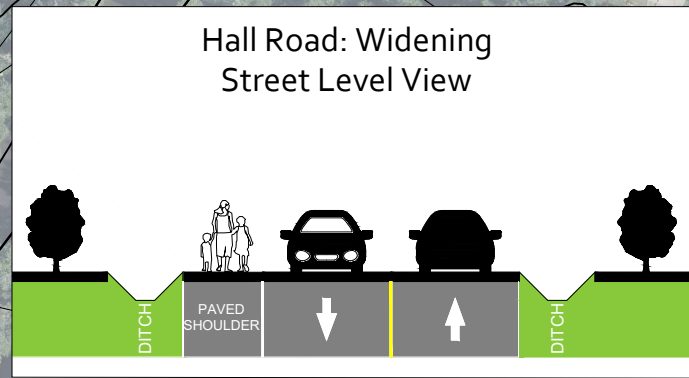 Hall Road: Widening
Street Level View
DITCH
PAVED
SHOULDER
DITCH